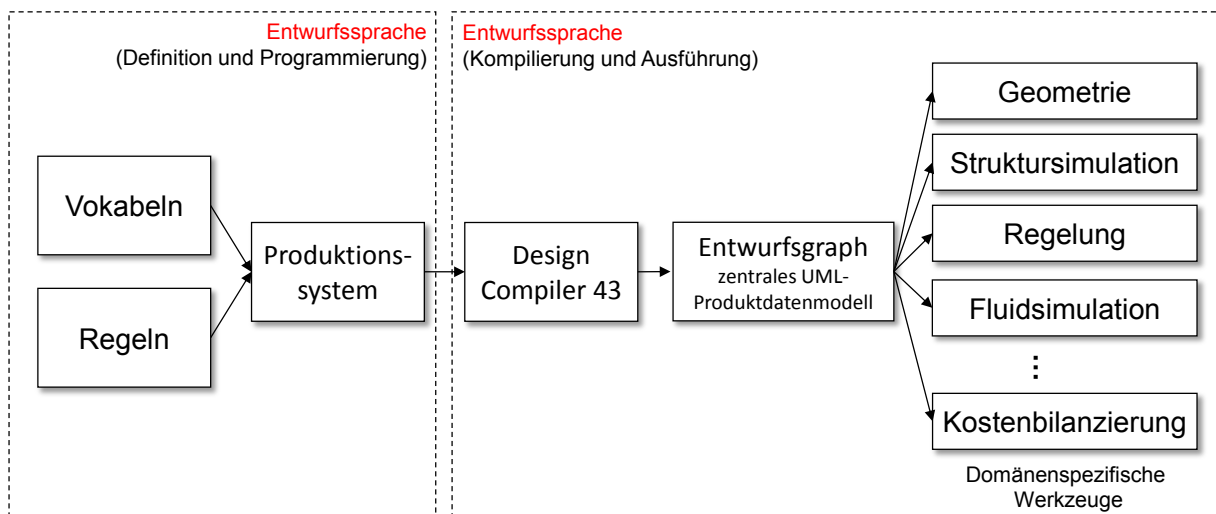 Entwurfssprache
(Definition und Programmierung)
Vokabeln
Regeln
Produktions-
system
Entwurfssprache
(Kompilierung und Ausführung)
Design
Compiler 43
Entwurfsgraph
zentrales UML-
Produktdatenmodell
Geometrie
Struktursimulation
Regelung
Fluidsimulation
⋮
Kostenbilanzierung
Domänenspezifische
Werkzeuge